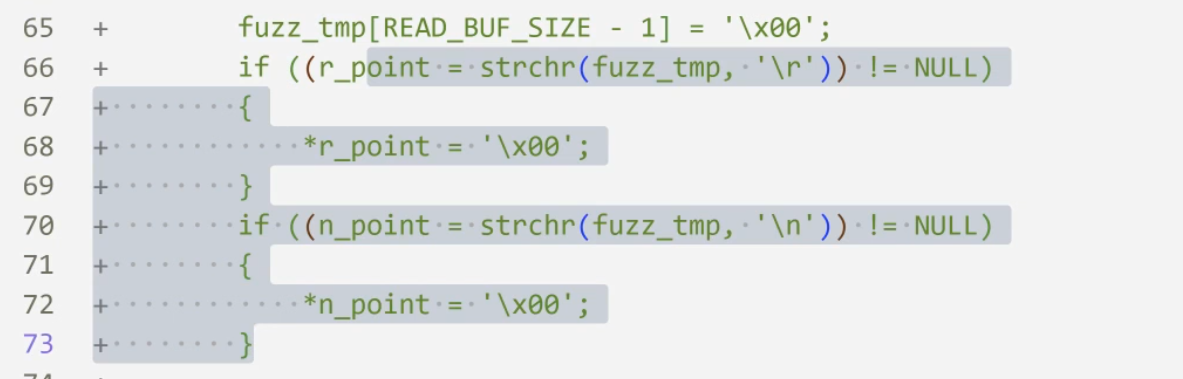 65 + fuzz_tmp[READ_BUF_SIZE - 1] = '\x00';
66 + if ((r_point = strchr(fuzz_tmp, '\r')) != NULL)
67 + {
68 + *r_point = '\x00';
69 + }
70 + if ((n_point = strchr(fuzz_tmp, '\n')) != NULL)
71 + {
72 + *n_point = '\x00';
73 + }